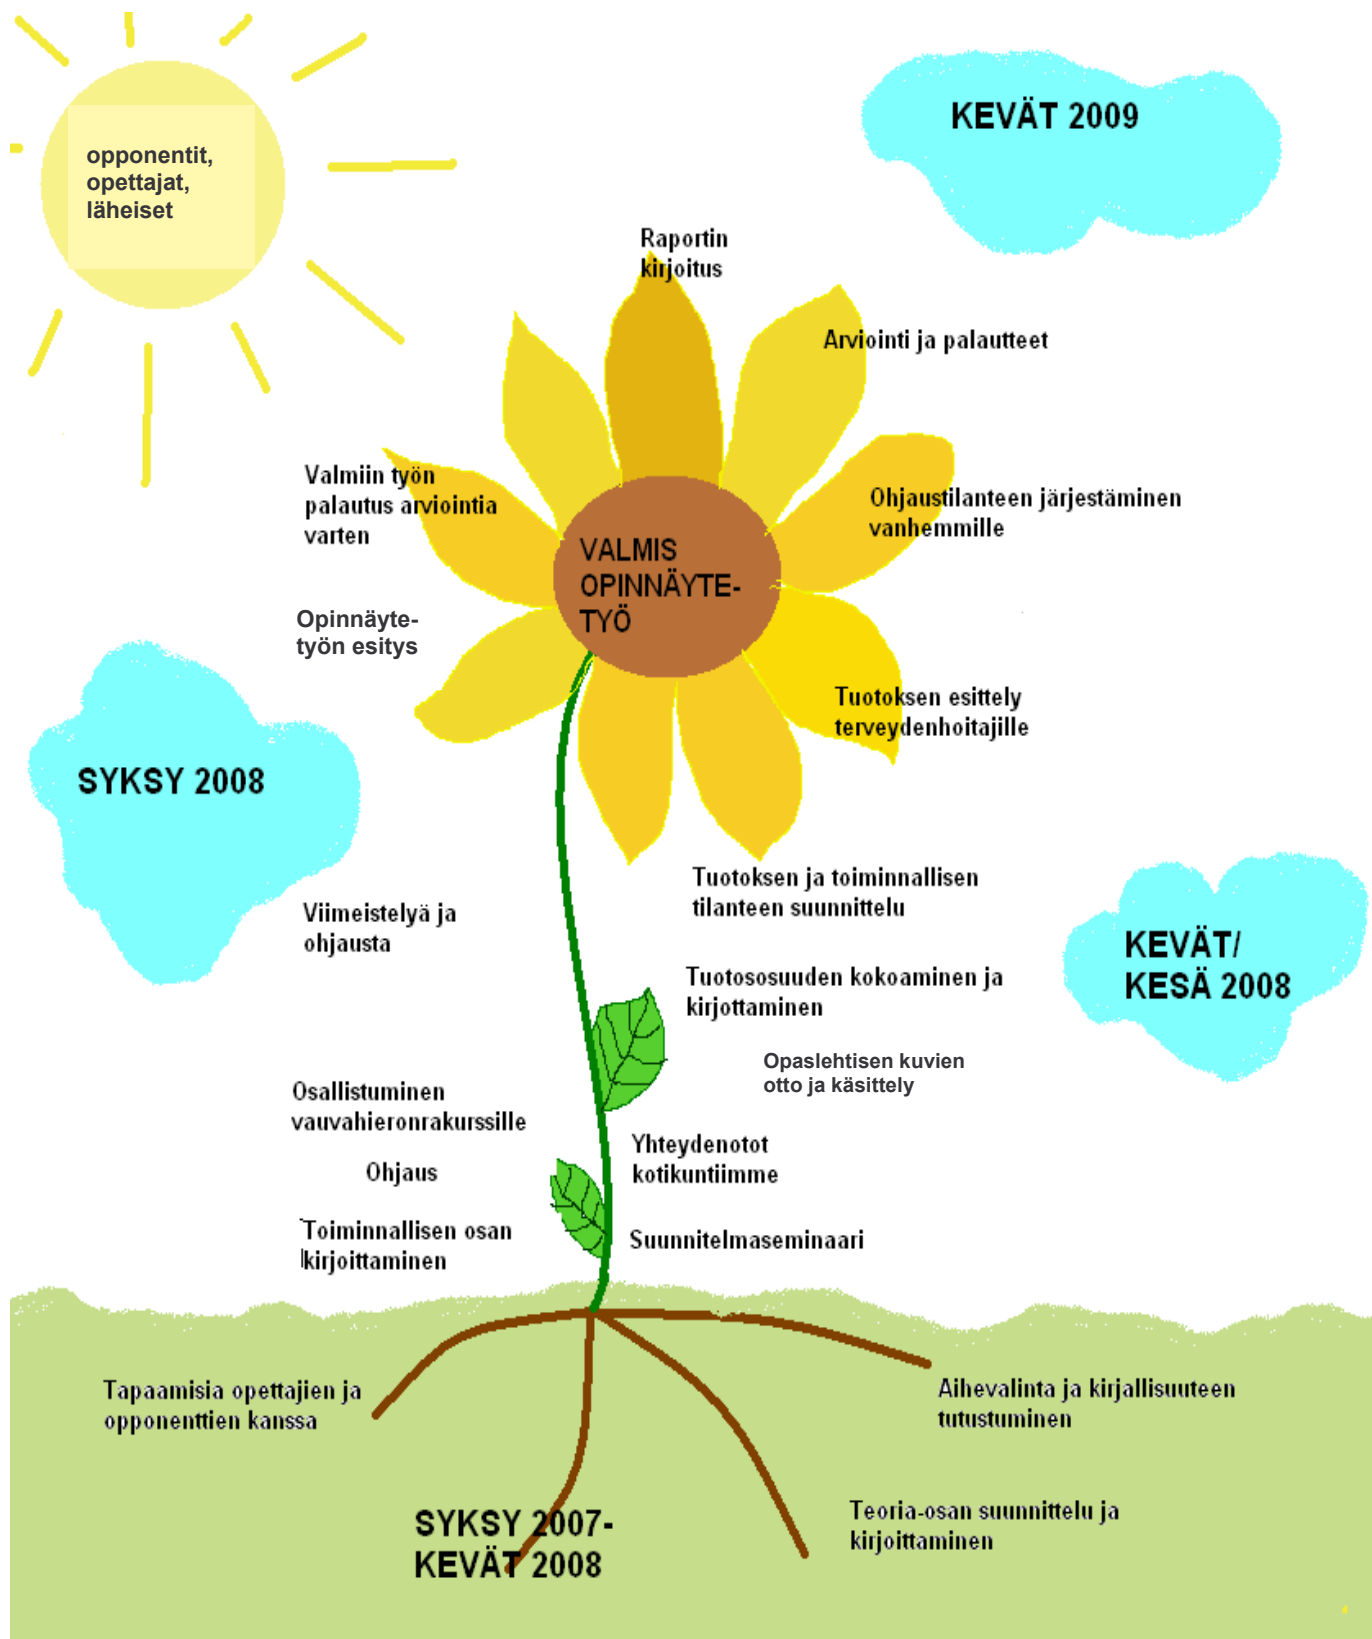 opponentit,
opettajat,
läheiset
KEVÄT 2009
Raportin
kirjoitus
Arviointi ja palautteet
Valmiin työn
palautus arviointia
varten
Ohjaustilanteen järjestäminen
vanhemmille
VALMIS
OPINNÄYTE-
TYÖ
Opinnäyte-
työn esitys
Tuotoksen esittely
terveydenhoitajille
SYKSY 2008
Tuotoksen ja toiminnallisen
tilanteen suunnittelu
Viimeistelyä ja
ohjausta
KEVÄT/
KESÄ 2008
Tuotososuuden kokoaminen ja
kirjottaminen
Opaslehtisen kuvien
otto ja käsittely
Osallistuminen
vauvahieronrakurssille
Yhteydenotot
kotikuntiimme
Ohjaus
Toiminnallisen osan
kirjoittaminen
Suunnitelmaseminaari
Tapaamisia opettajien ja
opponenttien kanssa
Aihevalinta ja kirjallisuuteen
tutustuminen
SYKSY 2007-
KEVÄT 2008
Teoria-osan suunnittelu ja
kirjoittaminen